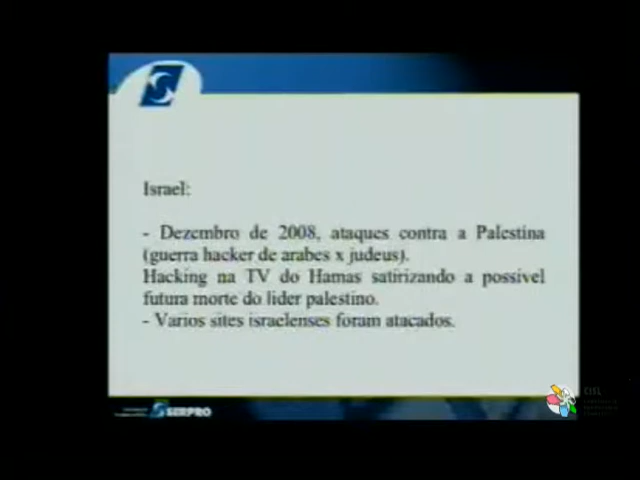 Israel:
- Dezembro de 2008, ataques contra a Palestina
(guerra hacker de arabes x judeus).
Hacking na TV do Hamas satirizando a possivel
futura morte do lider palestino.
- Varios sites israelenses foram atacados.
SERPRO